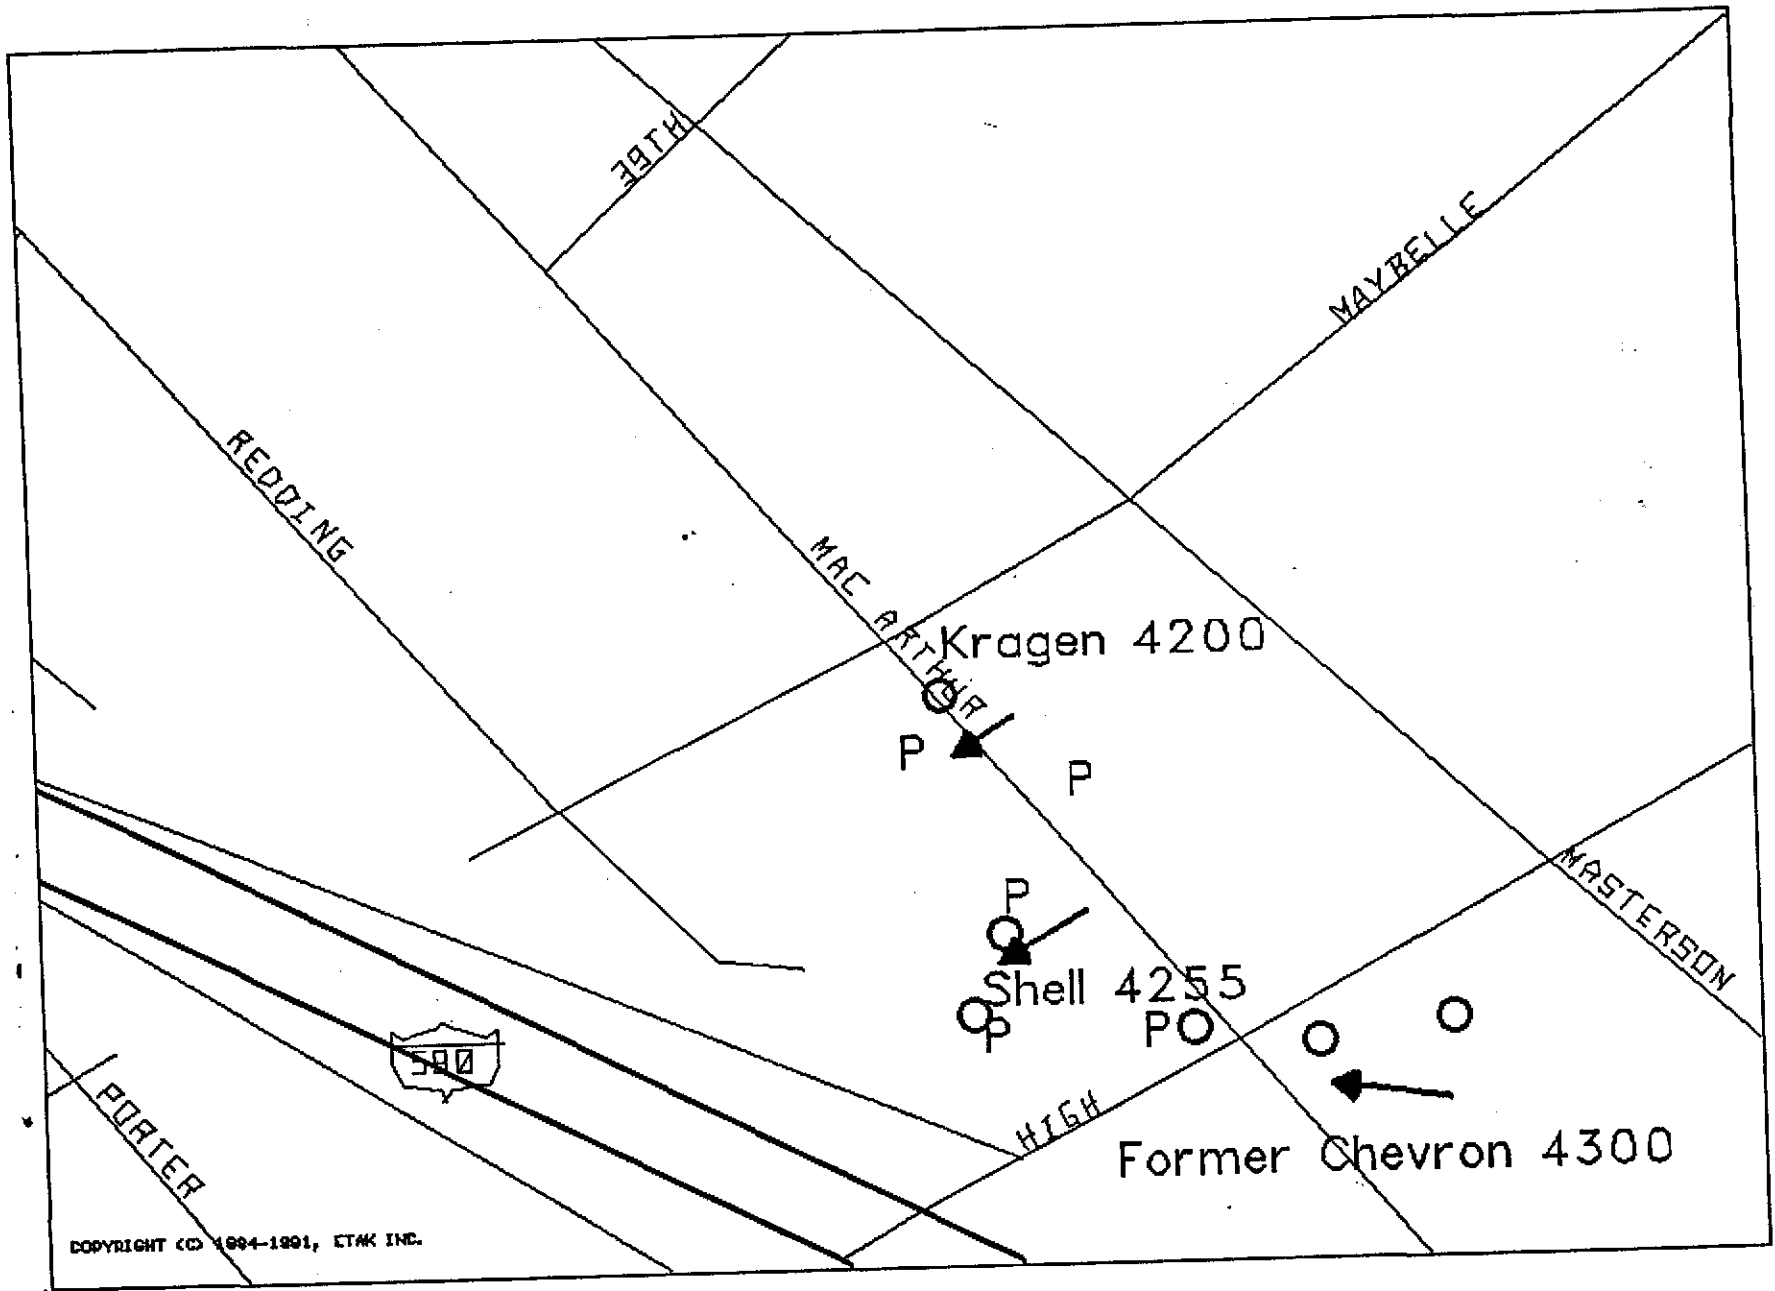 39TH
MAYBELLE
REDDING
MAC ARTHUR
Kragen 4200
P
P
P
MASTERSON
Shell 4255
P
P
580
HIGH
PORTER
Former Chevron 4300
COPYRIGHT (C) 1984-1991, ETAK INC.